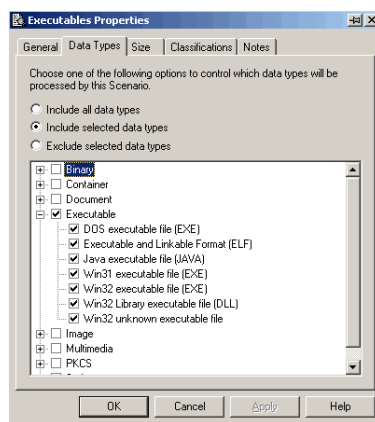 Executables Properties
General Data Types Size Classifications Notes
Choose one of the following options to control which data types will be
processed by this Scenario.
Include all data types
Include selected data types
Exclude selected data types
Binary
Container
Document
Executable
DOS executable file (EXE)
Executable and Linkable Format (ELF)
Java executable file (JAVA)
Win31 executable file (EXE)
Win32 executable file (EXE)
Win32 Library executable file (DLL)
Win32 unknown executable file
Image
Multimedia
PKCS
OK Cancel Apply Help